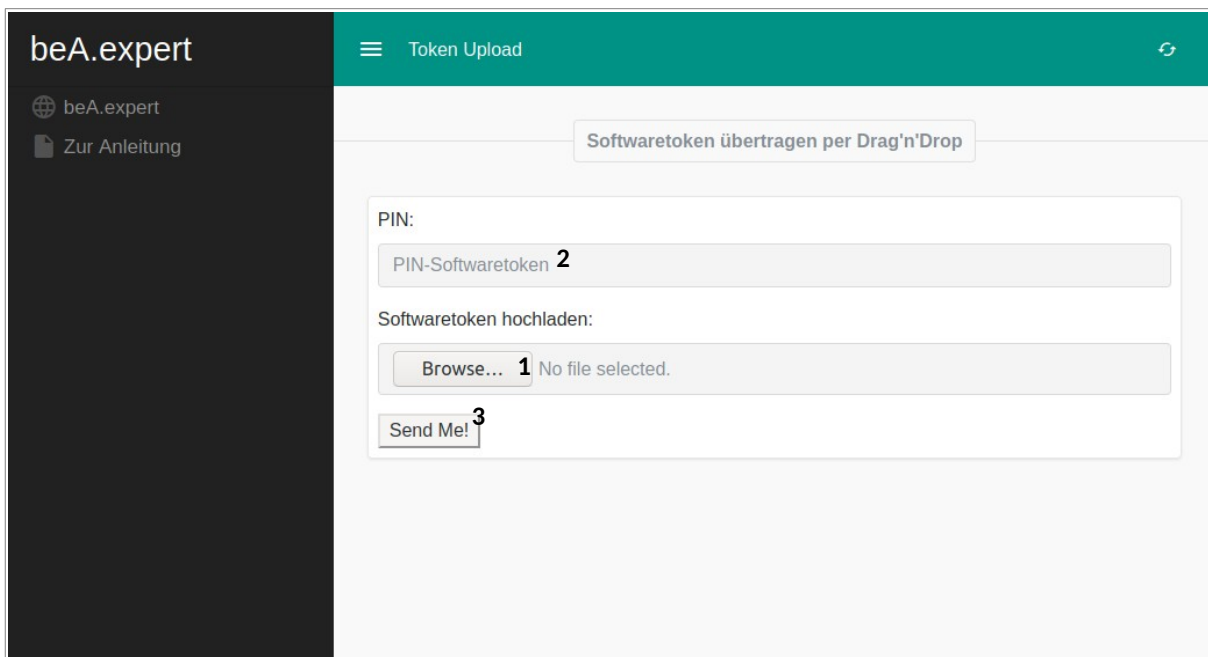 beA.expert
Token Upload
beA.expert
Zur Anleitung
Softwaretoken übertragen per Drag'n'Drop
PIN:
PIN-Softwaretoken 2
Softwaretoken hochladen:
Browse... 1 No file selected.
Send Me! 3